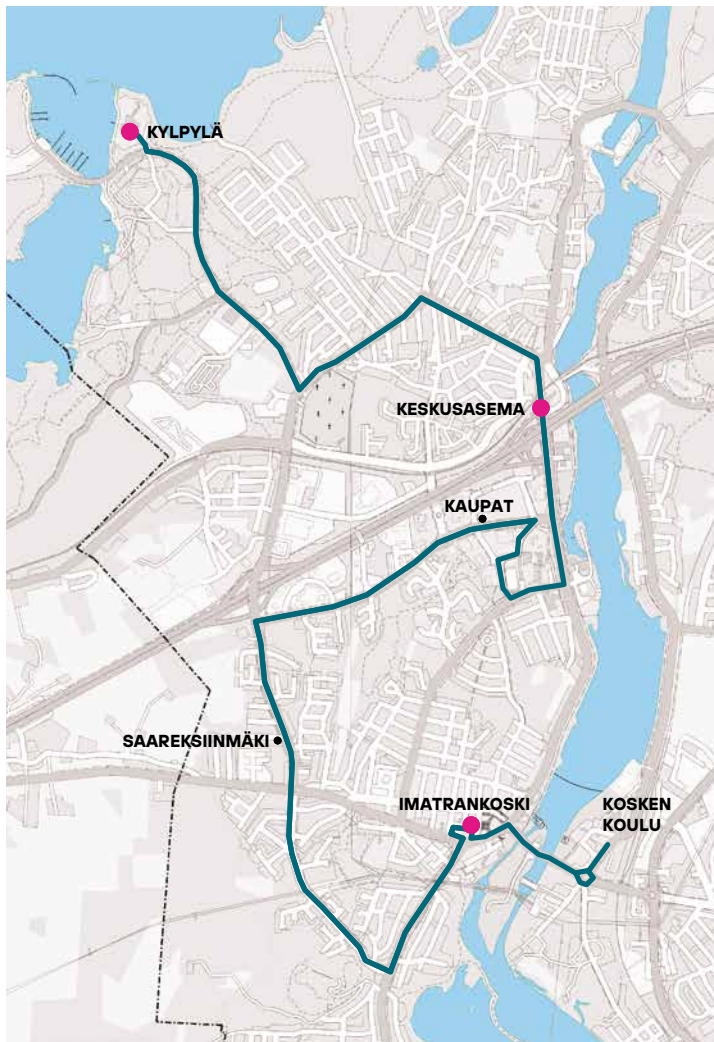 KYLPYLÄ
KESKUSASEMA
KAUPAT
SAAREKSIINMÄKI
IMATRANKOSKI
KOSKEN
KOULU